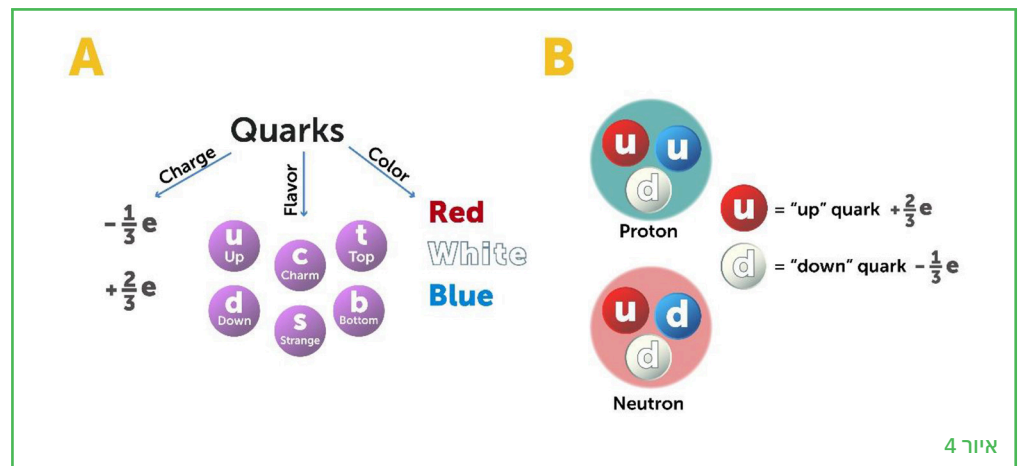 A
Quarks
Charge
Flavor
Color
- 1/3 e
+ 2/3 e
u
Up
c
Charm
t
Top
d
Down
s
Strange
b
Bottom
Red
White
Blue
B
u u
d
Proton
u d
d
Neutron
u = "up" quark + 2/3 e
d = "down" quark - 1/3 e
איור 4